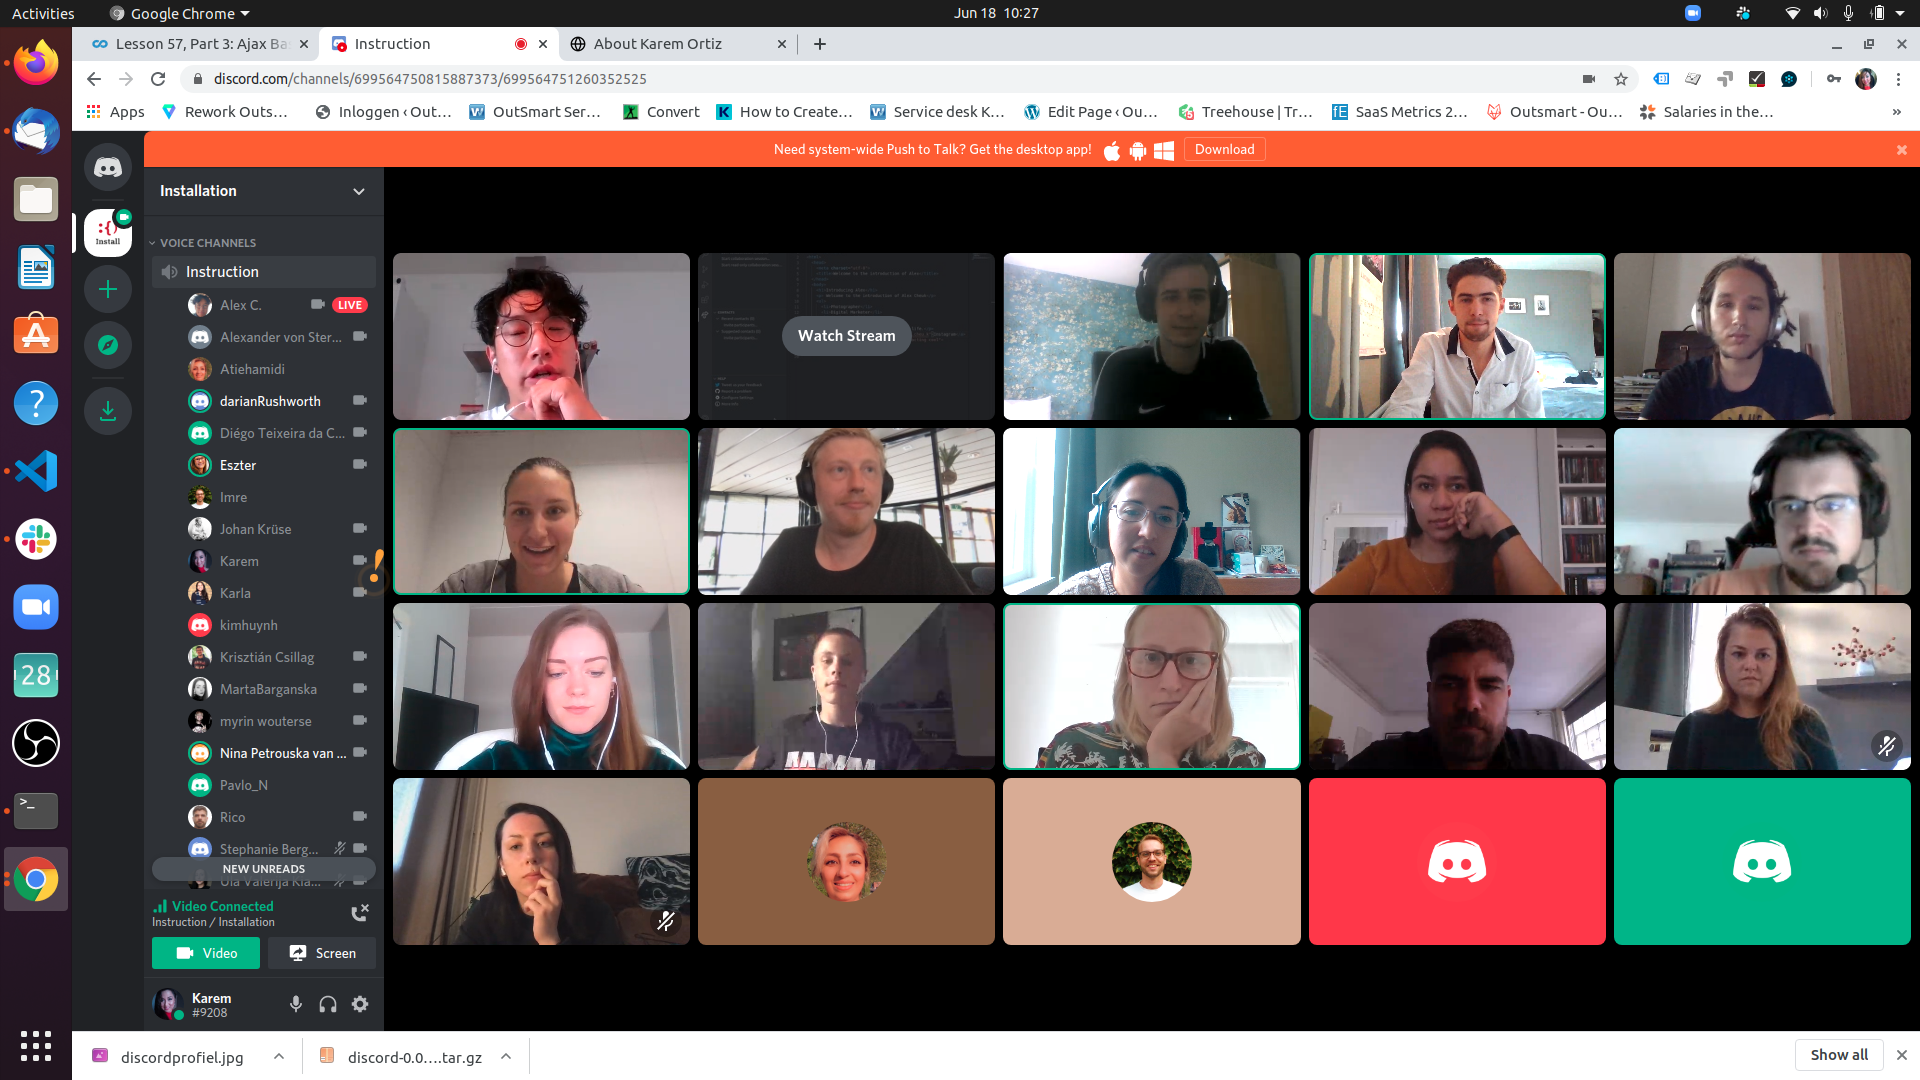 Activities
Google Chrome
Jun 18 10:27
Lesson 57, Part 3: Ajax Ba
Instruction
About Karem Ortiz
discord.com/channels/699564750815887373/699564751260352525
Apps
Rework Outs...
Inloggen ‹ Out...
OutSmart Ser...
Convert
How to Create...
Service desk K...
Edit Page ‹ Ou...
Treehouse | Tr...
SaaS Metrics 2...
Outsmart - Ou...
Salaries in the...
»
Need system-wide Push to Talk? Get the desktop app!
Download
Installation
:{)
Install
VOICE CHANNELS
Instruction
Alex C.
LIVE
Alexander von Ster...
Atiehamidi
darianRushworth
Diégo Teixeira da C...
Eszter
Imre
Johan Krüse
Karem
Karla
kimhuynh
Krisztián Csillag
MartaBarganska
myrin wouterse
Nina Petrouska van ...
Pavlo_N
Rico
Stephanie Berg...
NEW UNREADS
Video Connected
Instruction / Installation
Video
Screen
Karem
#9208
Watch Stream
28
>_
discordprofiel.jpg
discord-0.0....tar.gz
Show all